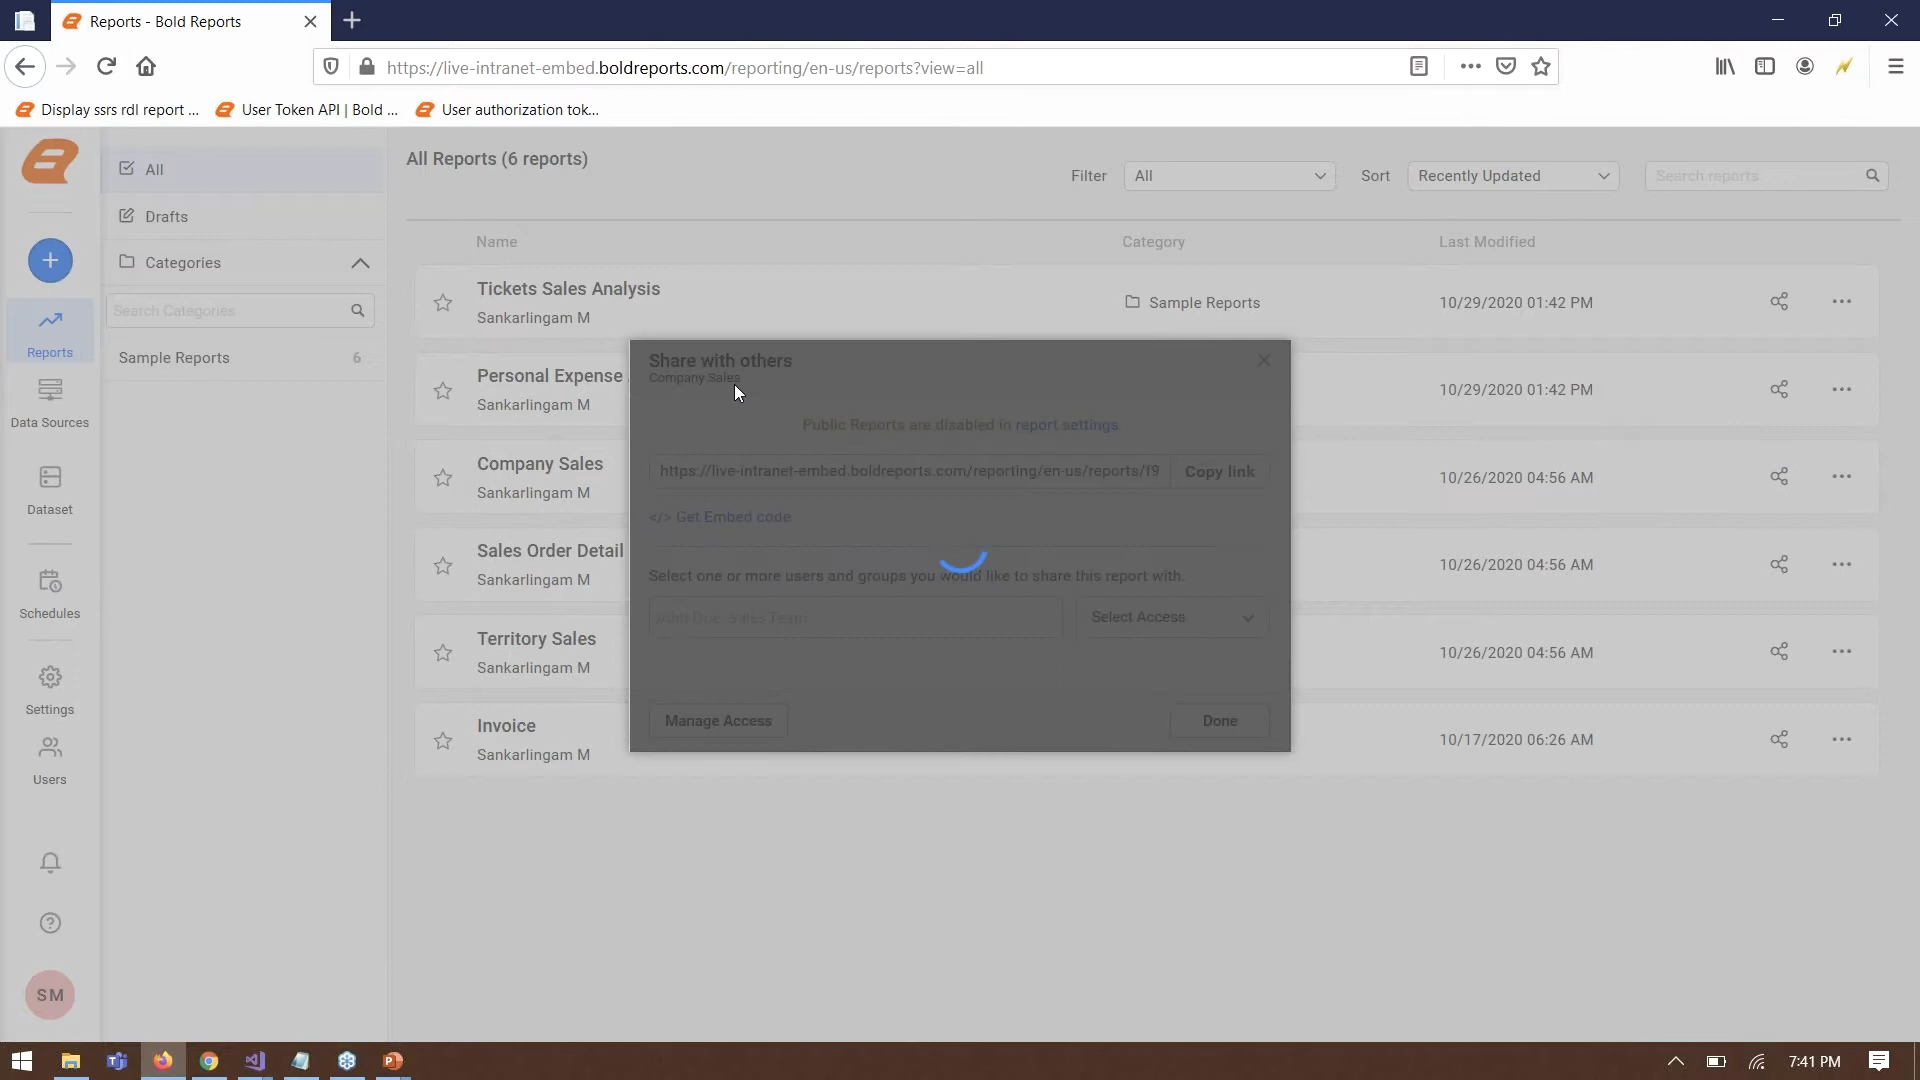 Reports - Bold Reports
https://live-intranet-embed.boldreports.com/reporting/en-us/reports?view=all
Display ssrs rdl report ...
User Token API | Bold ...
User authorization tok...
All
Drafts
Categories
Search Categories
Sample Reports 6
Reports
Data Sources
Dataset
Schedules
Settings
Users
SM
All Reports (6 reports)
Filter All Sort Recently Updated Search reports
Name Category Last Modified
Tickets Sales Analysis
Sankarlingam M
Sample Reports
10/29/2020 01:42 PM
Personal Expense
Sankarlingam M
10/29/2020 01:42 PM
Company Sales
Sankarlingam M
10/26/2020 04:56 AM
Sales Order Detail
Sankarlingam M
10/26/2020 04:56 AM
Territory Sales
Sankarlingam M
10/26/2020 04:56 AM
Invoice
Sankarlingam M
10/17/2020 06:26 AM
Share with others
Company Sales
Public Reports are disabled in report settings.
https://live-intranet-embed.boldreports.com/reporting/en-us/reports/f9
Copy link
</> Get Embed code
Select one or more users and groups you would like to share this report with.
John Doe, Sales Team
Select Access
Manage Access
Done
7:41 PM